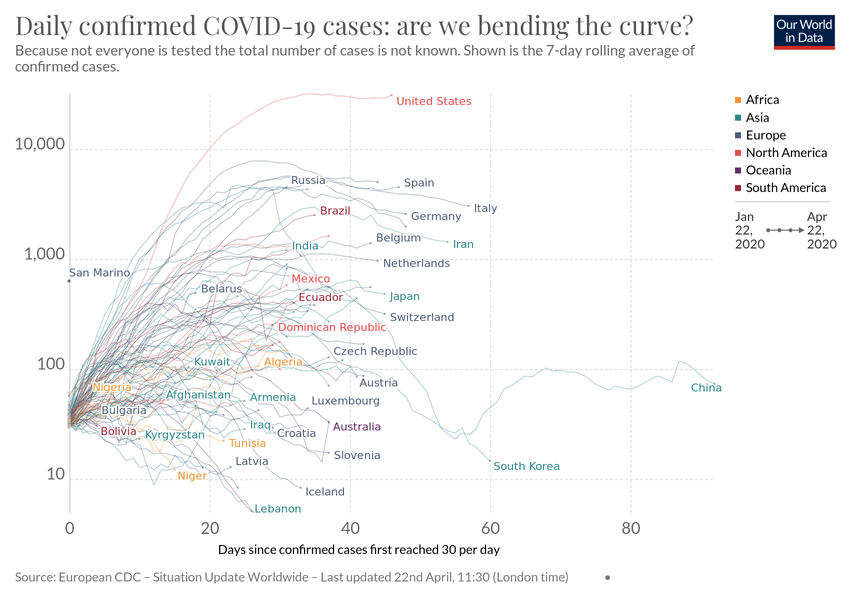 Daily confirmed COVID-19 cases: are we bending the curve?
Our World
in Data
Because not everyone is tested the total number of cases is not known. Shown is the 7-day rolling average of
confirmed cases.
Africa
Asia
Europe
North America
Oceania
South America
Jan
22,
2020
Apr
22,
2020
10,000
1,000
100
10
United States
Russia
Spain
Italy
Brazil
Germany
Belgium
Iran
India
Netherlands
San Marino
Mexico
Belarus
Ecuador
Japan
Switzerland
Dominican Republic
Czech Republic
Kuwait
Algeria
Austria
China
Nigeria
Afghanistan
Armenia
Luxembourg
Bulgaria
Iraq
Australia
Bolivia
Kyrgyzstan
Croatia
Tunisia
Slovenia
Latvia
South Korea
Niger
Iceland
Lebanon
0
20
40
60
80
Days since confirmed cases first reached 30 per day
Source: European CDC – Situation Update Worldwide – Last updated 22nd April, 11:30 (London time)